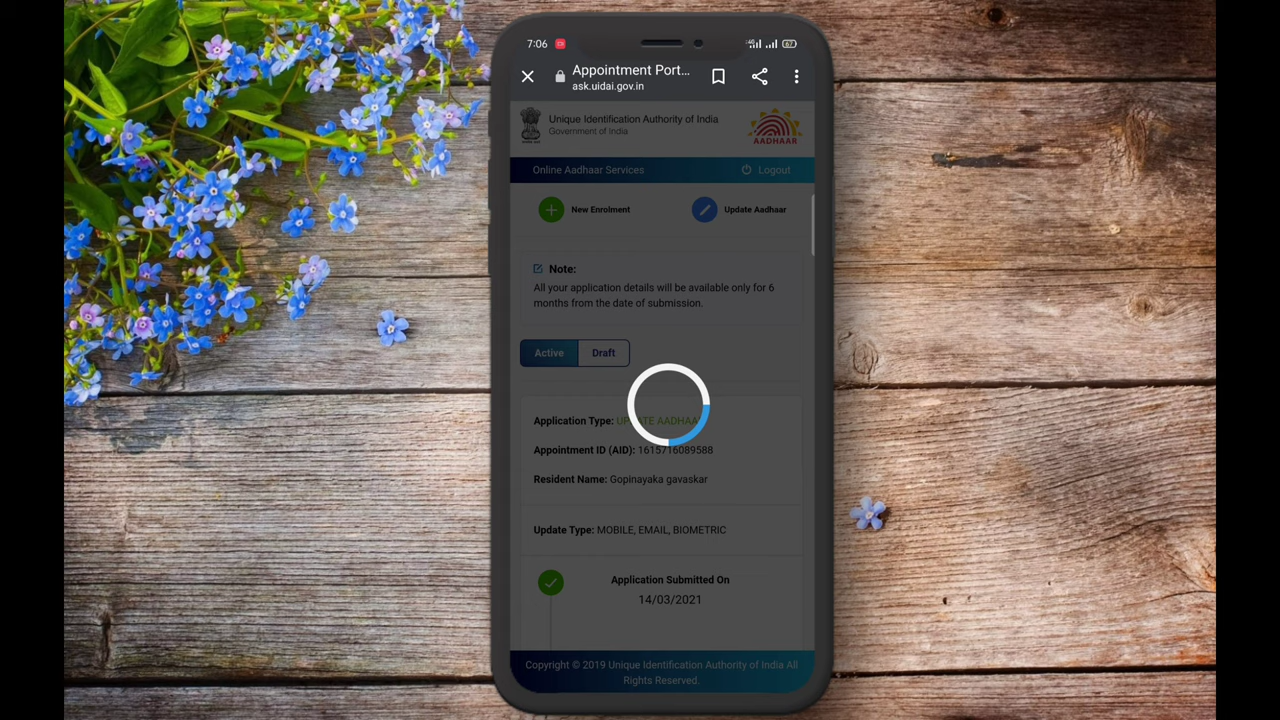 7:06
67
Appointment Port...
ask.uidai.gov.in
Unique Identification Authority of India
Government of India
AADHAAR
Online Aadhaar Services
Logout
New Enrolment
Update Aadhaar
Note:
All your application details will be available only for 6
months from the date of submission.
Active
Draft
Application Type: UPDATE AADHAAR
Appointment ID (AID): 1615716089588
Resident Name: Gopinayaka gavaskar
Update Type: MOBILE, EMAIL, BIOMETRIC
Application Submitted On
14/03/2021
Copyright © 2019 Unique Identification Authority of India All
Rights Reserved.